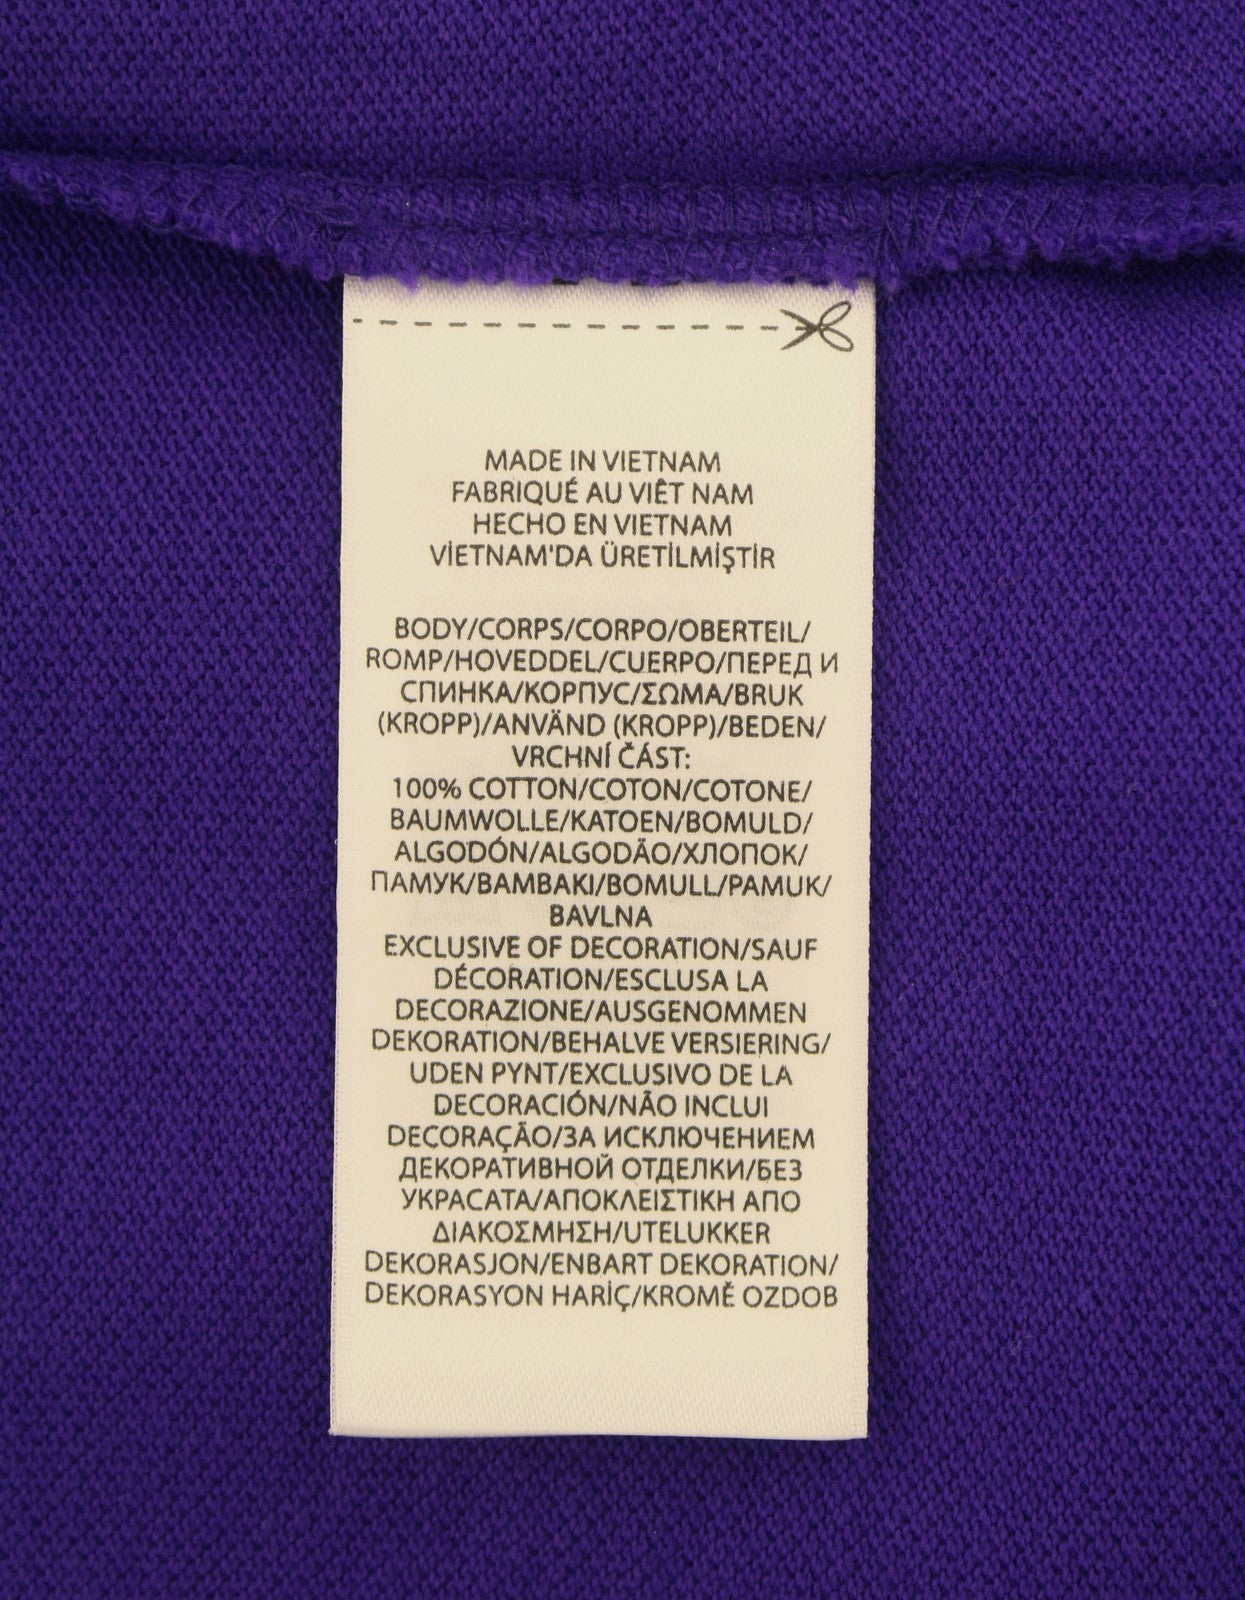 MADE IN VIETNAM
FABRIQUÉ AU VIÊT NAM
HECHO EN VIETNAM
VİETNAM'DA ÜRETİLMİŞTİR
BODY/CORPS/CORPO/OBERTEIL/
ROMP/HOVEDDEL/CUERPO/ПЕРЕД И
СПИНКА/КОРПУС/ΣΩΜΑ/BRUK
(KROPP)/ANVÄND (KROPP)/BEDEN/
VRCHNÍ ČÁST:
100% COTTON/COTON/COTONE/
BAUMWOLLE/KATOEN/BOMULD/
ALGODÓN/ALGODÃO/ХЛОПОК/
ПАМУК/BAMBAKI/BOMULL/PAMUK/
BAVLNA
EXCLUSIVE OF DECORATION/SAUF
DÉCORATION/ESCLUSA LA
DECORAZIONE/AUSGENOMMEN
DEKORATION/BEHALVE VERSIERING/
UDEN PYNT/EXCLUSIVO DE LA
DECORACIÓN/NÃO INCLUI
DECORAÇÃO/ЗА ИСКЛЮЧЕНИЕМ
ДЕКОРАТИВНОЙ ОТДЕЛКИ/БЕЗ
УКРАСАТА/ΑΠΟΚΛΕΙΣΤΙΚΗ ΑΠΟ
ΔΙΑΚΟΣΜΗΣΗ/UTELUKKER
DEKORASJON/ENBART DEKORATION/
DEKORASYON HARİÇ/KROMĚ OZDOB